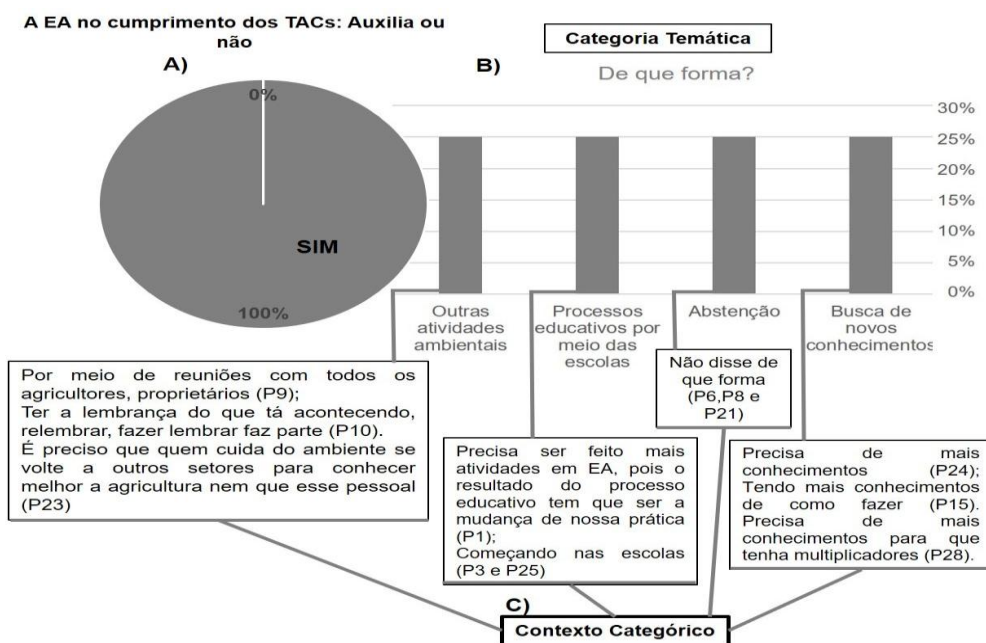 A EA no cumprimento dos TACs: Auxilia ou
não
A)
0%
SIM
100%
Categoria Temática
B)
De que forma?
30%
25%
20%
15%
10%
5%
0%
Outras
atividades
ambientais
Processos
educativos por
meio das
escolas
Abstenção
Busca de
novos
conhecimentos
Por meio de reuniões com todos os
agricultores, proprietários (P9);
Ter a lembrança do que tá acontecendo,
relembrar, fazer lembrar faz parte (P10).
É preciso que quem cuida do ambiente se
volte a outros setores para conhecer
melhor a agricultura nem que esse pessoal
(P23)
Precisa ser feito mais
atividades em EA, pois o
resultado do processo
educativo tem que ser a
mudança de nossa prática
(P1);
Começando nas escolas
(P3 e P25)
Não disse de
que forma
(P6,P8 e
P21)
Precisa de mais
conhecimentos (P24);
Tendo mais conhecimentos
de como fazer (P15).
Precisa de mais
conhecimentos para que
tenha multiplicadores (P28).
C)
Contexto Categórico